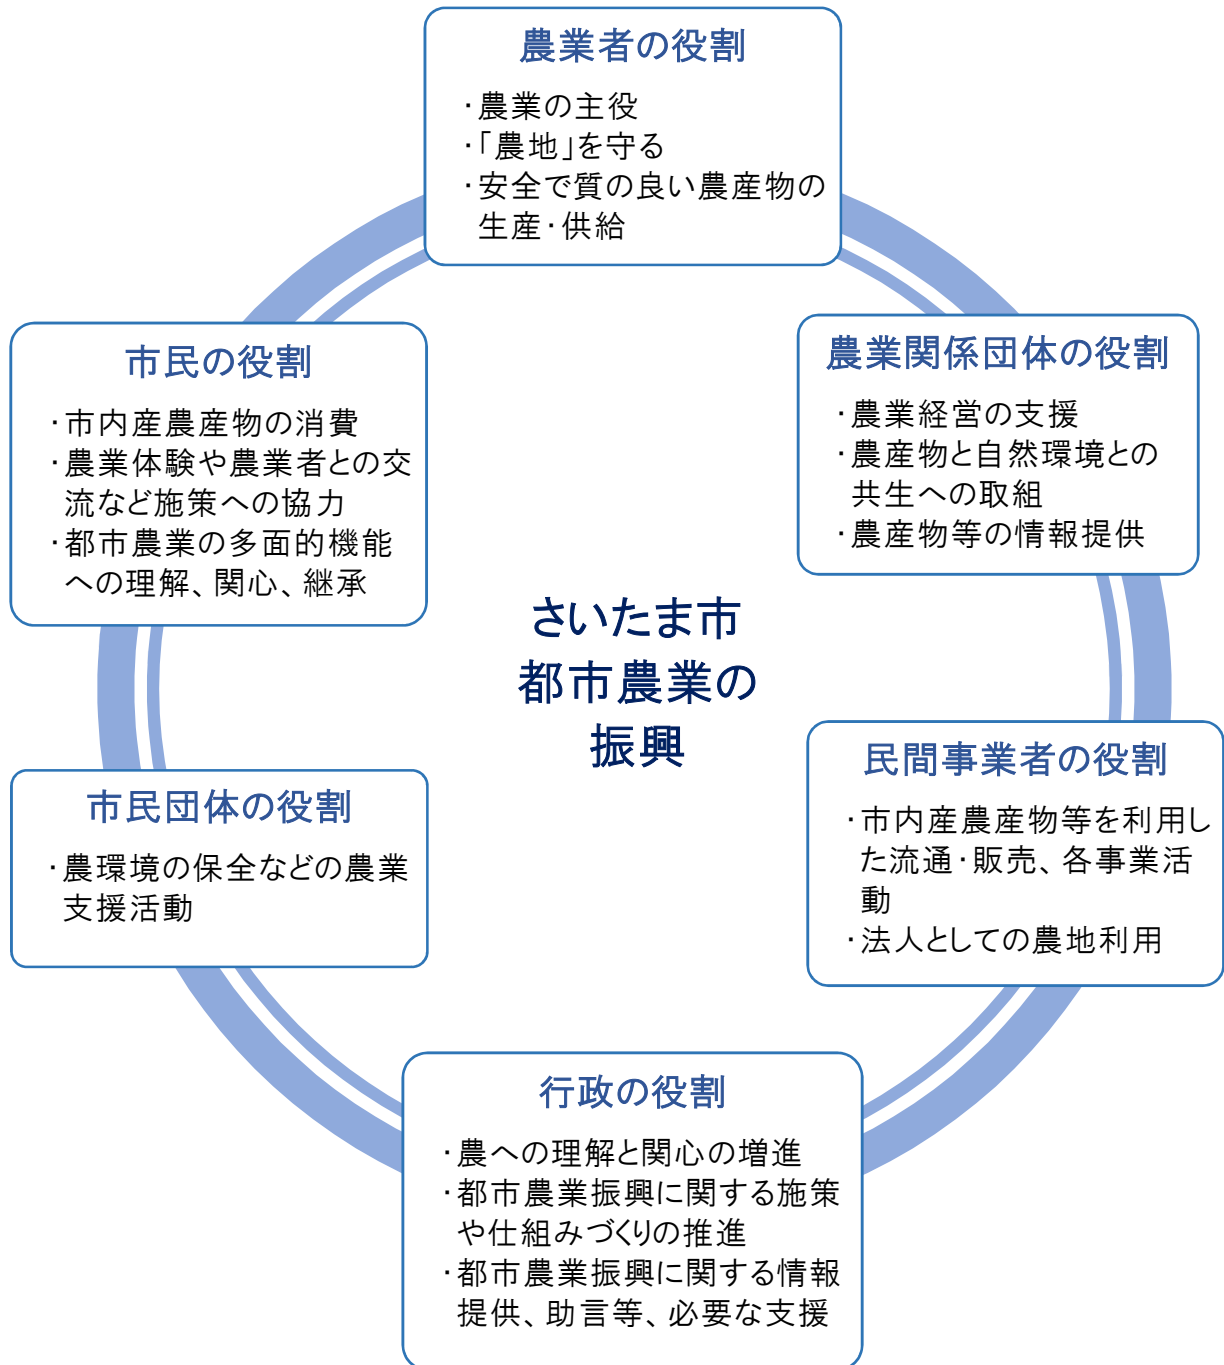 農業者の役割
・農業の主役
・「農地」を守る
・安全で質の良い農産物の
生産・供給
農業関係団体の役割
・農業経営の支援
・農産物と自然環境との
共生への取組
・農産物等の情報提供
民間事業者の役割
・市内産農産物等を利用し
た流通・販売、各事業活
動
・法人としての農地利用
行政の役割
・農への理解と関心の増進
・都市農業振興に関する施策
や仕組みづくりの推進
・都市農業振興に関する情報
提供、助言等、必要な支援
市民団体の役割
・農環境の保全などの農業
支援活動
市民の役割
・市内産農産物の消費
・農業体験や農業者との交
流など施策への協力
・都市農業の多面的機能
への理解、関心、継承
さいたま市
都市農業の
振興